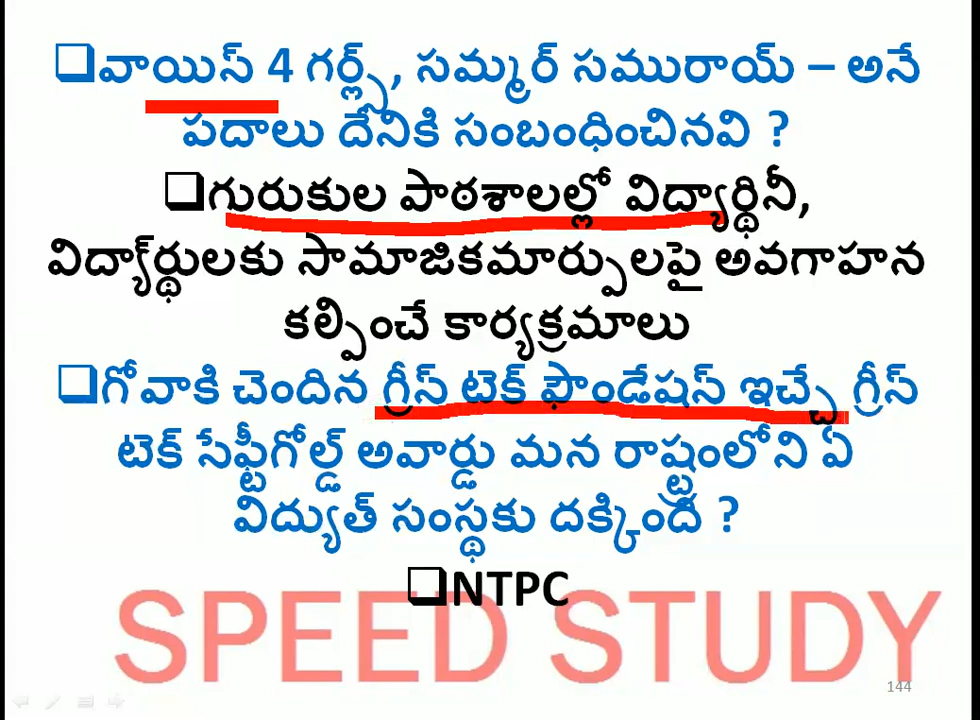 ❑వాయిస్ 4 గర్ల్స్, సమ్మర్ సమురాయ్ – అనే
పదాలు దేనికి సంబంధించినవి ?
❑గురుకుల పాఠశాలల్లో విద్యార్థినీ,
విద్యార్థులకు సామాజికమార్పులపై అవగాహన
కల్పించే కార్యక్రమాలు
❑గోవాకి చెందిన గ్రీన్ టెక్ ఫౌండేషన్ ఇచ్చే గ్రీన్
టెక్ సేఫ్టీగోల్డ్ అవార్డు మన రాష్ట్రంలోని ఏ
విద్యుత్ సంస్థకు దక్కింది ?
❑NTPC
SPEED STUDY
144